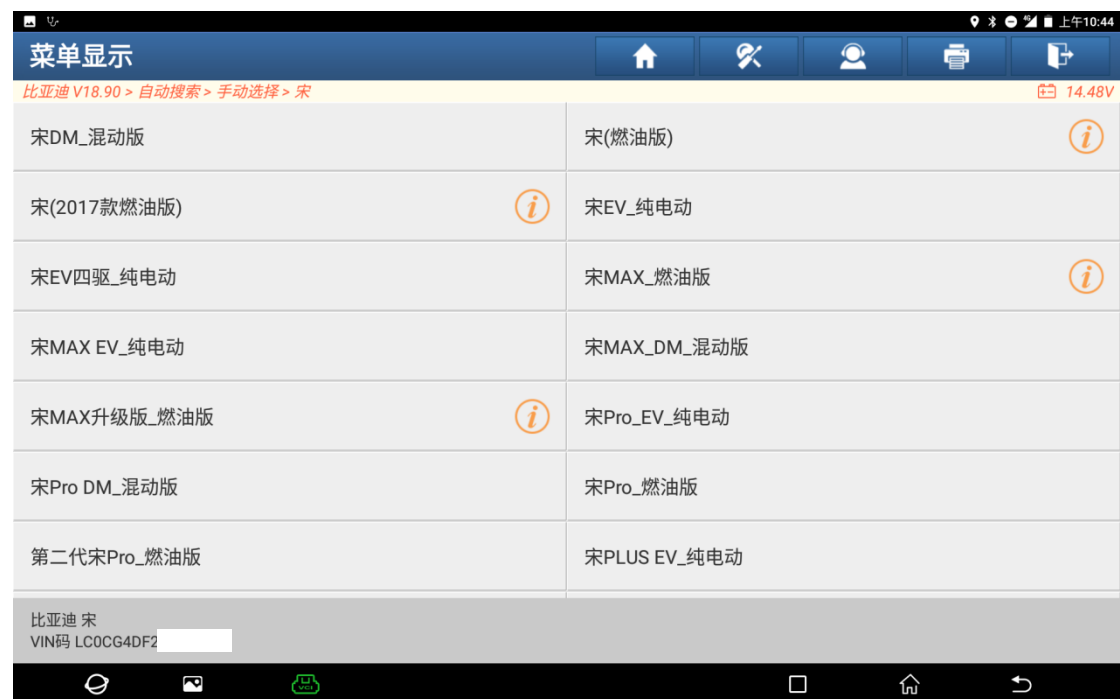 上午10:44
菜单显示
比亚迪 V18.90 > 自动搜索 > 手动选择 > 宋
14.48V
宋DM_混动版
宋(燃油版)
宋(2017款燃油版)
宋EV_纯电动
宋EV四驱_纯电动
宋MAX_燃油版
宋MAX EV_纯电动
宋MAX_DM_混动版
宋MAX升级版_燃油版
宋Pro_EV_纯电动
宋Pro DM_混动版
宋Pro_燃油版
第二代宋Pro_燃油版
宋PLUS EV_纯电动
比亚迪 宋
VIN码 LC0CG4DF2
VCI